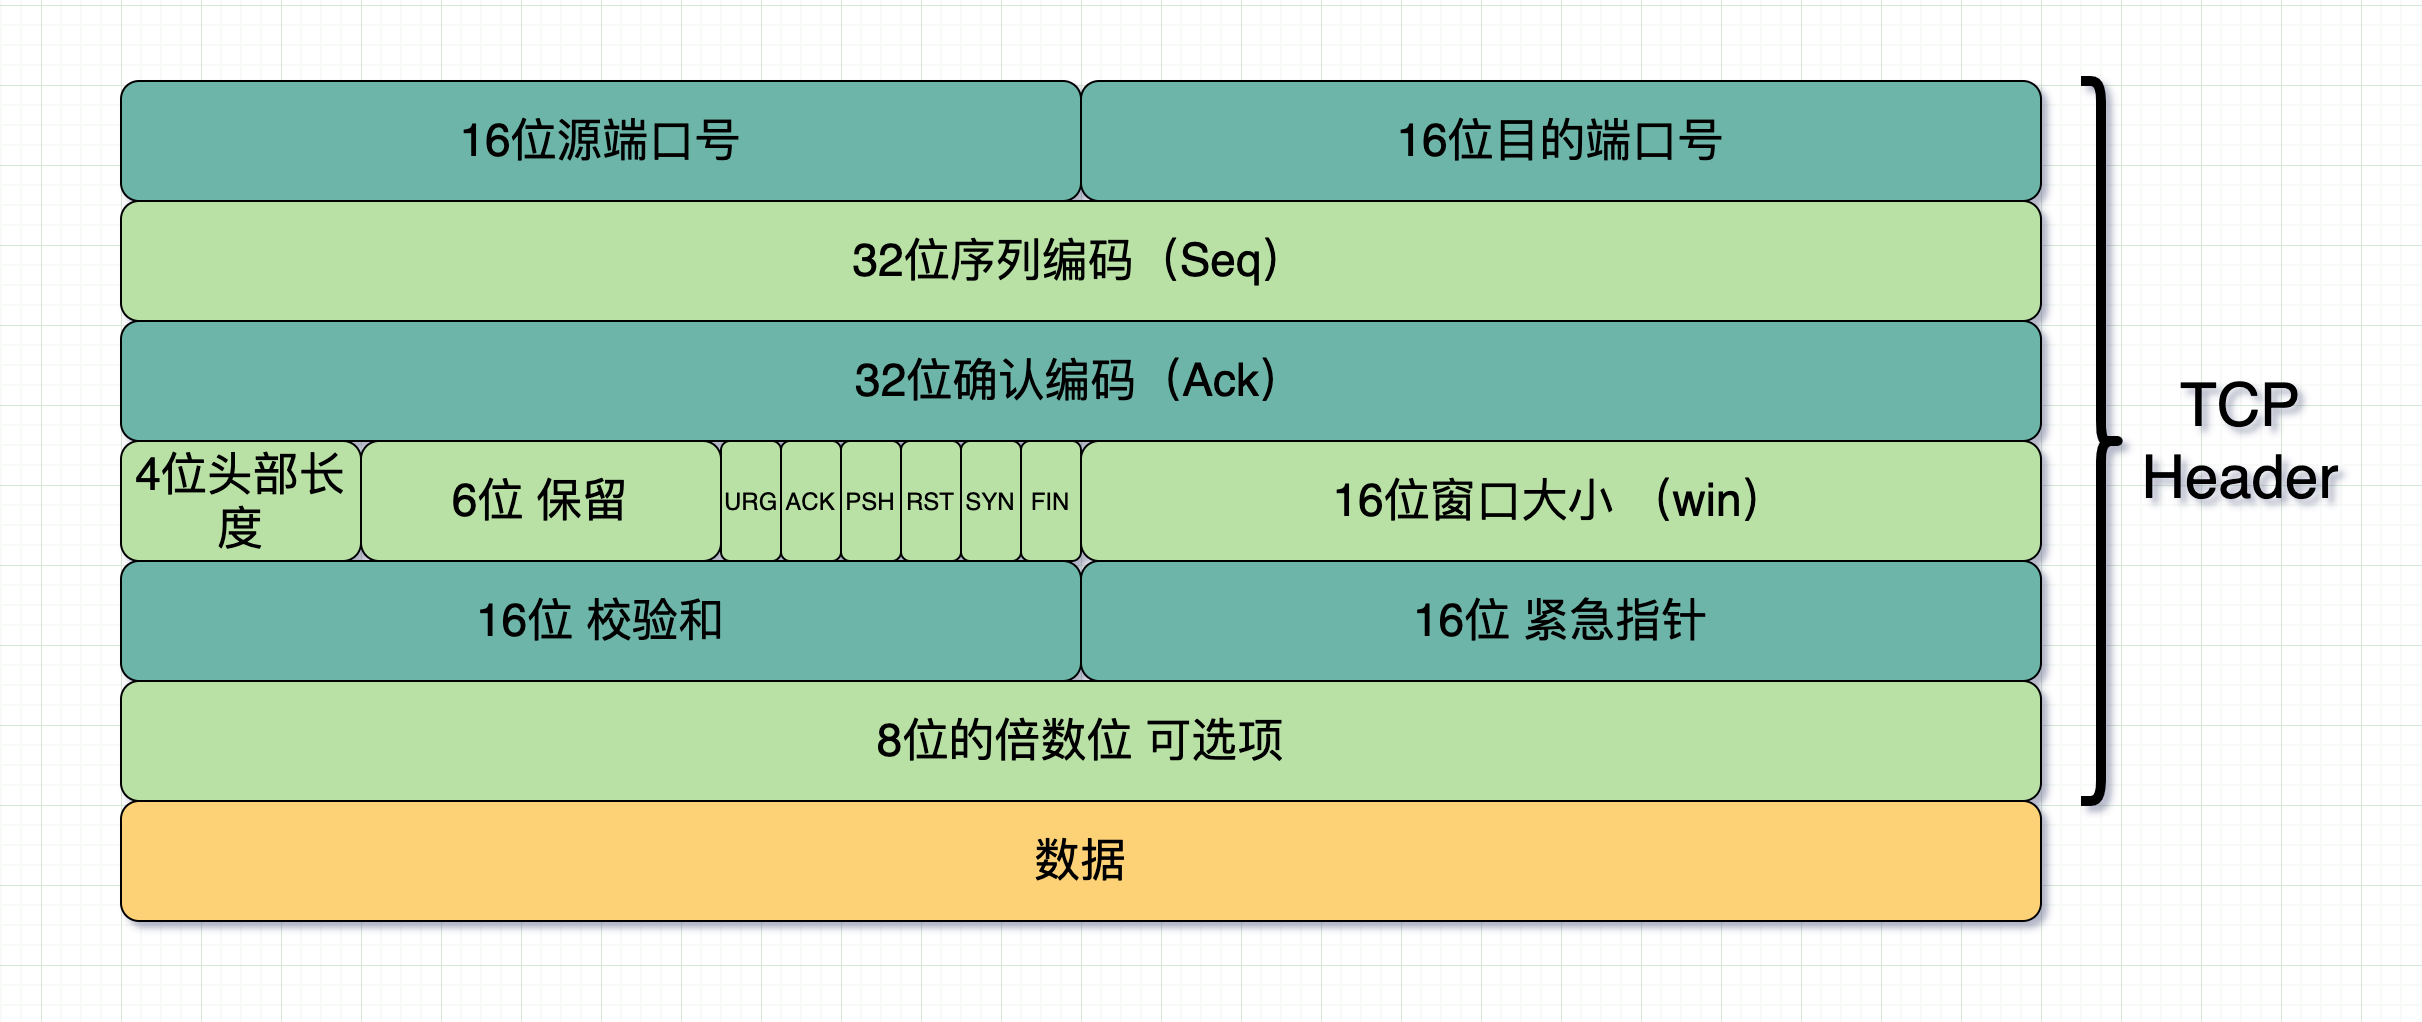 16位源端口号
16位目的端口号
32位序列编码（Seq）
32位确认编码（Ack）
4位头部长
度
6位 保留
URG
ACK
PSH
RST
SYN
FIN
16位窗口大小 （win）
16位 校验和
16位 紧急指针
8位的倍数位 可选项
数据
TCP
Header